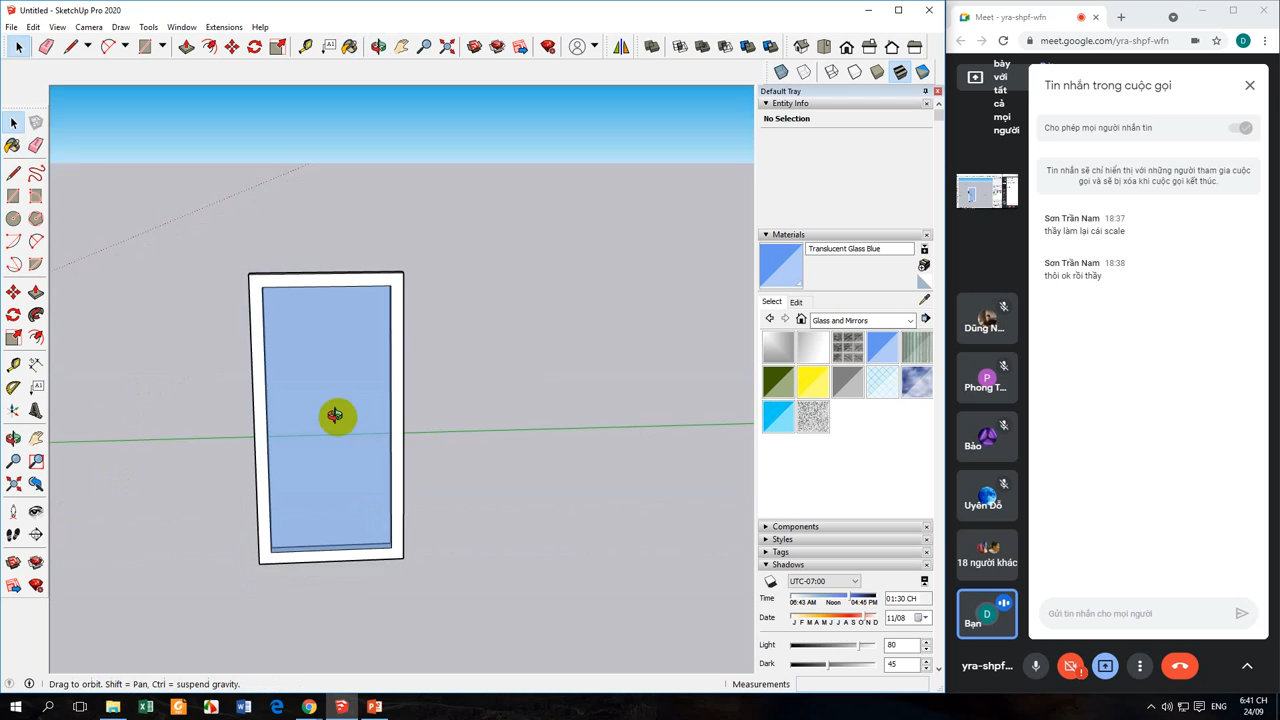 Untitled - SketchUp Pro 2020
File Edit View Camera Draw Tools Window Extensions Help
Default Tray
Entity Info
No Selection
Materials
Translucent Glass Blue
Select Edit
Glass and Mirrors
Components
Styles
Tags
Shadows
UTC-07:00
Time
06:43 AM Noon 04:45 PM
01:30 CH
Date
J F M A M J J A S O N D
11/08
Light
80
Dark
45
Drag to orbit. Shift = Pan, Ctrl = suspend gravity.
Measurements
Meet - yra-shpf-wfn
meet.google.com/yra-shpf-wfn
D
bày
với
tất
cả
mọi
người
Tin nhắn trong cuộc gọi
Cho phép mọi người nhắn tin
Tin nhắn sẽ chỉ hiển thị với những người tham gia cuộc
gọi và sẽ bị xóa khi cuộc gọi kết thúc.
Sơn Trần Nam 18:37
thầy làm lại cái scale
Sơn Trần Nam 18:38
thôi ok rồi thầy
Dũng N...
P
Phong T...
Bảo
Uyên Đỗ
18 người khác
D
Bạn
Gửi tin nhắn cho mọi người
yra-shpf...
ENG
6:41 CH
24/09